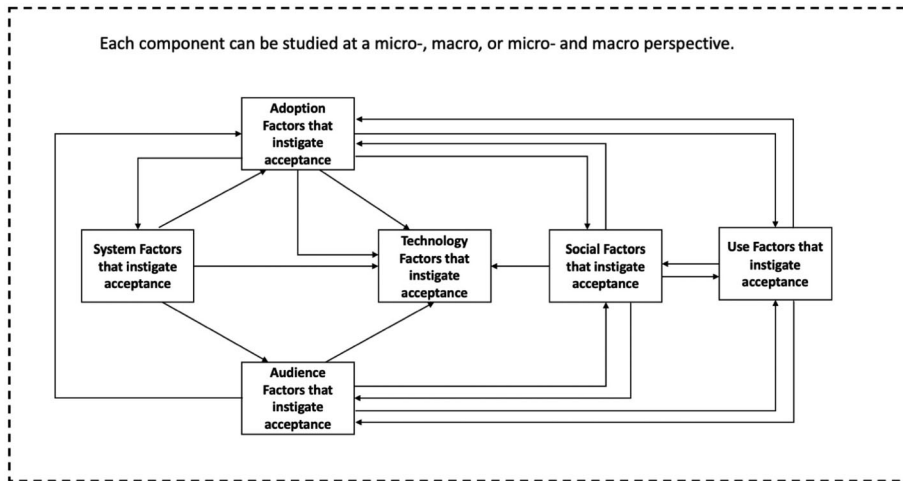 Each component can be studied at a micro-, macro, or micro- and macro perspective.
Adoption
Factors that
instigate
acceptance
System Factors
that instigate
acceptance
Technology
Factors that
instigate
acceptance
Social Factors
that instigate
acceptance
Use Factors that
instigate
acceptance
Audience
Factors that
instigate
acceptance